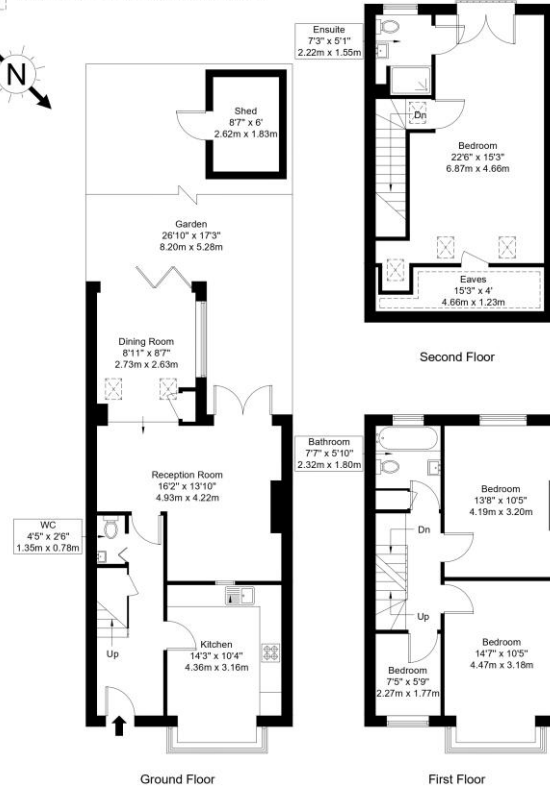 N
Shed
8'7" x 6'
2.62m x 1.83m
Garden
26'10" x 17'3"
8.20m x 5.28m
Dining Room
8'11" x 8'7"
2.73m x 2.63m
Reception Room
16'2" x 13'10"
4.93m x 4.22m
WC
4'5" x 2'6"
1.35m x 0.78m
Up
Kitchen
14'3" x 10'4"
4.36m x 3.16m
Ground Floor
Ensuite
7'3" x 5'1"
2.22m x 1.55m
Dn
Bedroom
22'6" x 15'3"
6.87m x 4.66m
Eaves
15'3" x 4'
4.66m x 1.23m
Second Floor
Bathroom
7'7" x 5'10"
2.32m x 1.80m
Bedroom
13'8" x 10'5"
4.19m x 3.20m
Dn
Up
Bedroom
14'7" x 10'5"
4.47m x 3.18m
Bedroom
7'5" x 5'9"
2.27m x 1.77m
First Floor